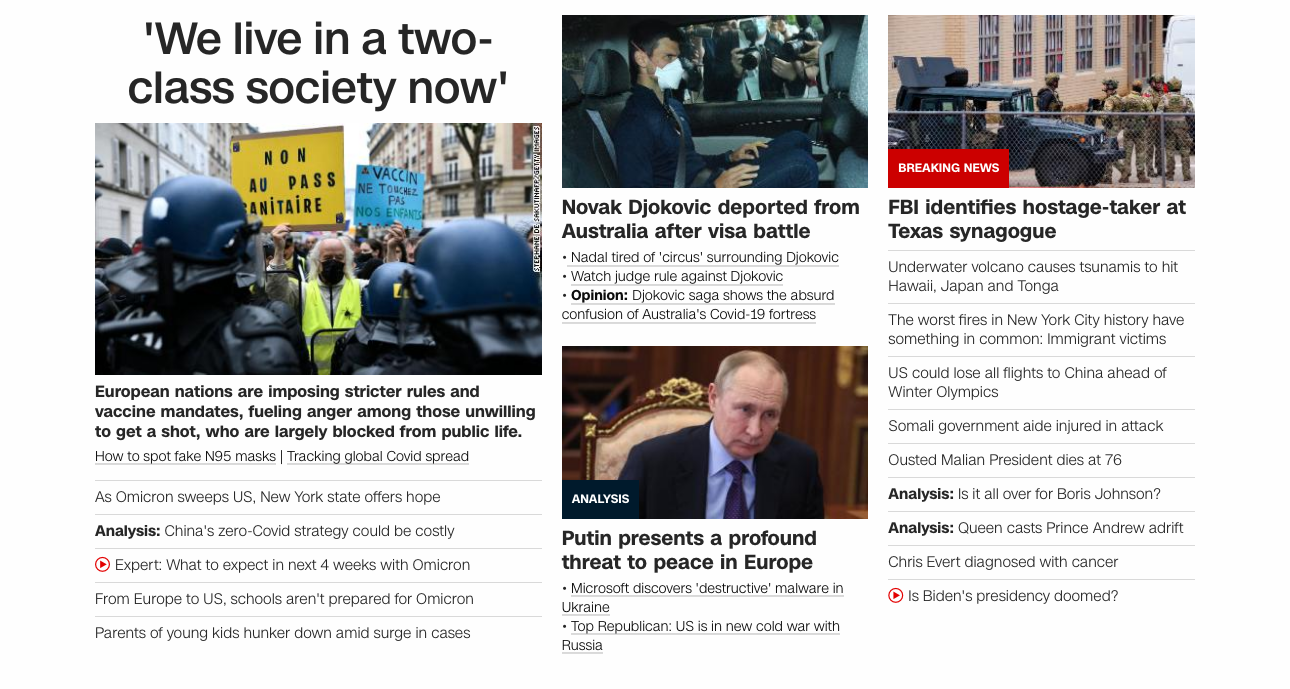 'We live in a two-
class society now'
NON
AU PASS
SANITAIRE
VACCIN
NE TOUCHEZ
PAS
NOS ENFANTS
STEPHANE DE SAKUTIN/AFP/GETTY IMAGES
European nations are imposing stricter rules and
vaccine mandates, fueling anger among those unwilling
to get a shot, who are largely blocked from public life.
How to spot fake N95 masks | Tracking global Covid spread
As Omicron sweeps US, New York state offers hope
Analysis: China's zero-Covid strategy could be costly
Expert: What to expect in next 4 weeks with Omicron
From Europe to US, schools aren't prepared for Omicron
Parents of young kids hunker down amid surge in cases
Novak Djokovic deported from
Australia after visa battle
• Nadal tired of 'circus' surrounding Djokovic
• Watch judge rule against Djokovic
• Opinion: Djokovic saga shows the absurd
confusion of Australia's Covid-19 fortress
ANALYSIS
Putin presents a profound
threat to peace in Europe
• Microsoft discovers 'destructive' malware in
Ukraine
• Top Republican: US is in new cold war with
Russia
BREAKING NEWS
FBI identifies hostage-taker at
Texas synagogue
Underwater volcano causes tsunamis to hit
Hawaii, Japan and Tonga
The worst fires in New York City history have
something in common: Immigrant victims
US could lose all flights to China ahead of
Winter Olympics
Somali government aide injured in attack
Ousted Malian President dies at 76
Analysis: Is it all over for Boris Johnson?
Analysis: Queen casts Prince Andrew adrift
Chris Evert diagnosed with cancer
Is Biden's presidency doomed?